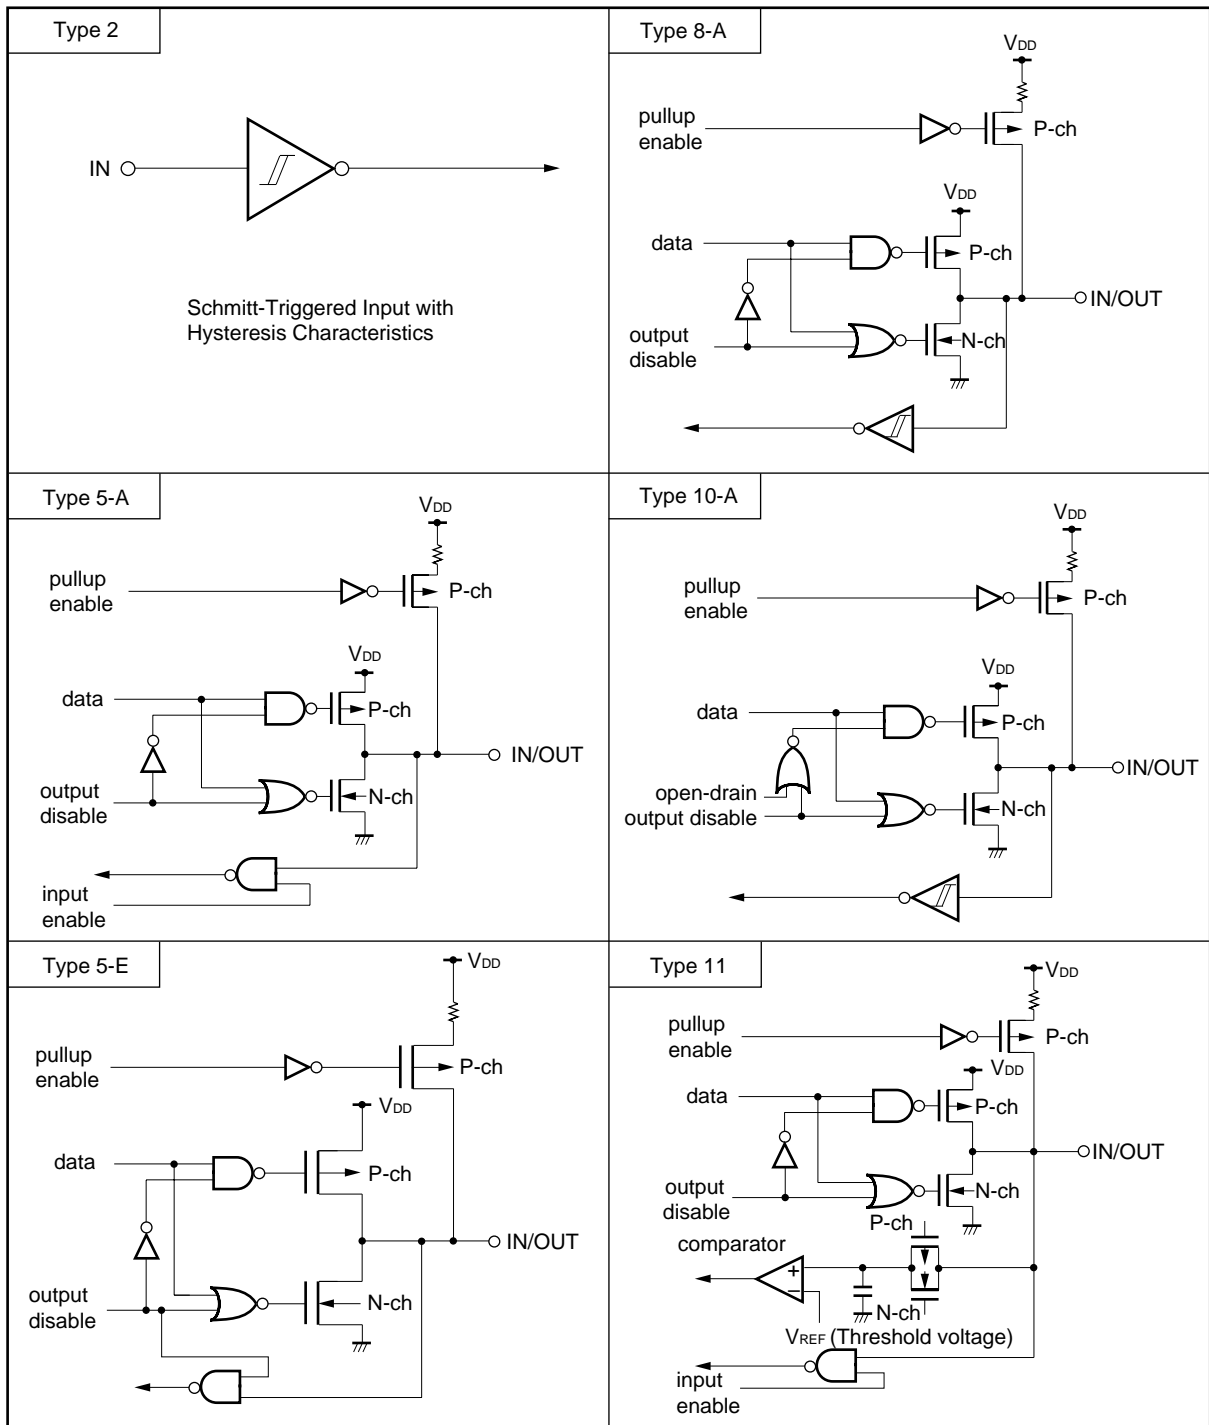 Type 2
IN
Schmitt-Triggered Input with
Hysteresis Characteristics
Type 8-A
VDD
pullup
enable
P-ch
VDD
data
P-ch
IN/OUT
output
disable
N-ch
Type 5-A
VDD
pullup
enable
P-ch
VDD
data
P-ch
IN/OUT
output
disable
N-ch
input
enable
Type 10-A
VDD
pullup
enable
P-ch
VDD
data
P-ch
IN/OUT
open-drain
output disable
N-ch
Type 5-E
VDD
pullup
enable
P-ch
VDD
data
P-ch
IN/OUT
output
disable
N-ch
Type 11
VDD
pullup
enable
P-ch
VDD
data
P-ch
IN/OUT
output
disable
N-ch
P-ch
comparator
+
−
N-ch
VREF (Threshold voltage)
input
enable